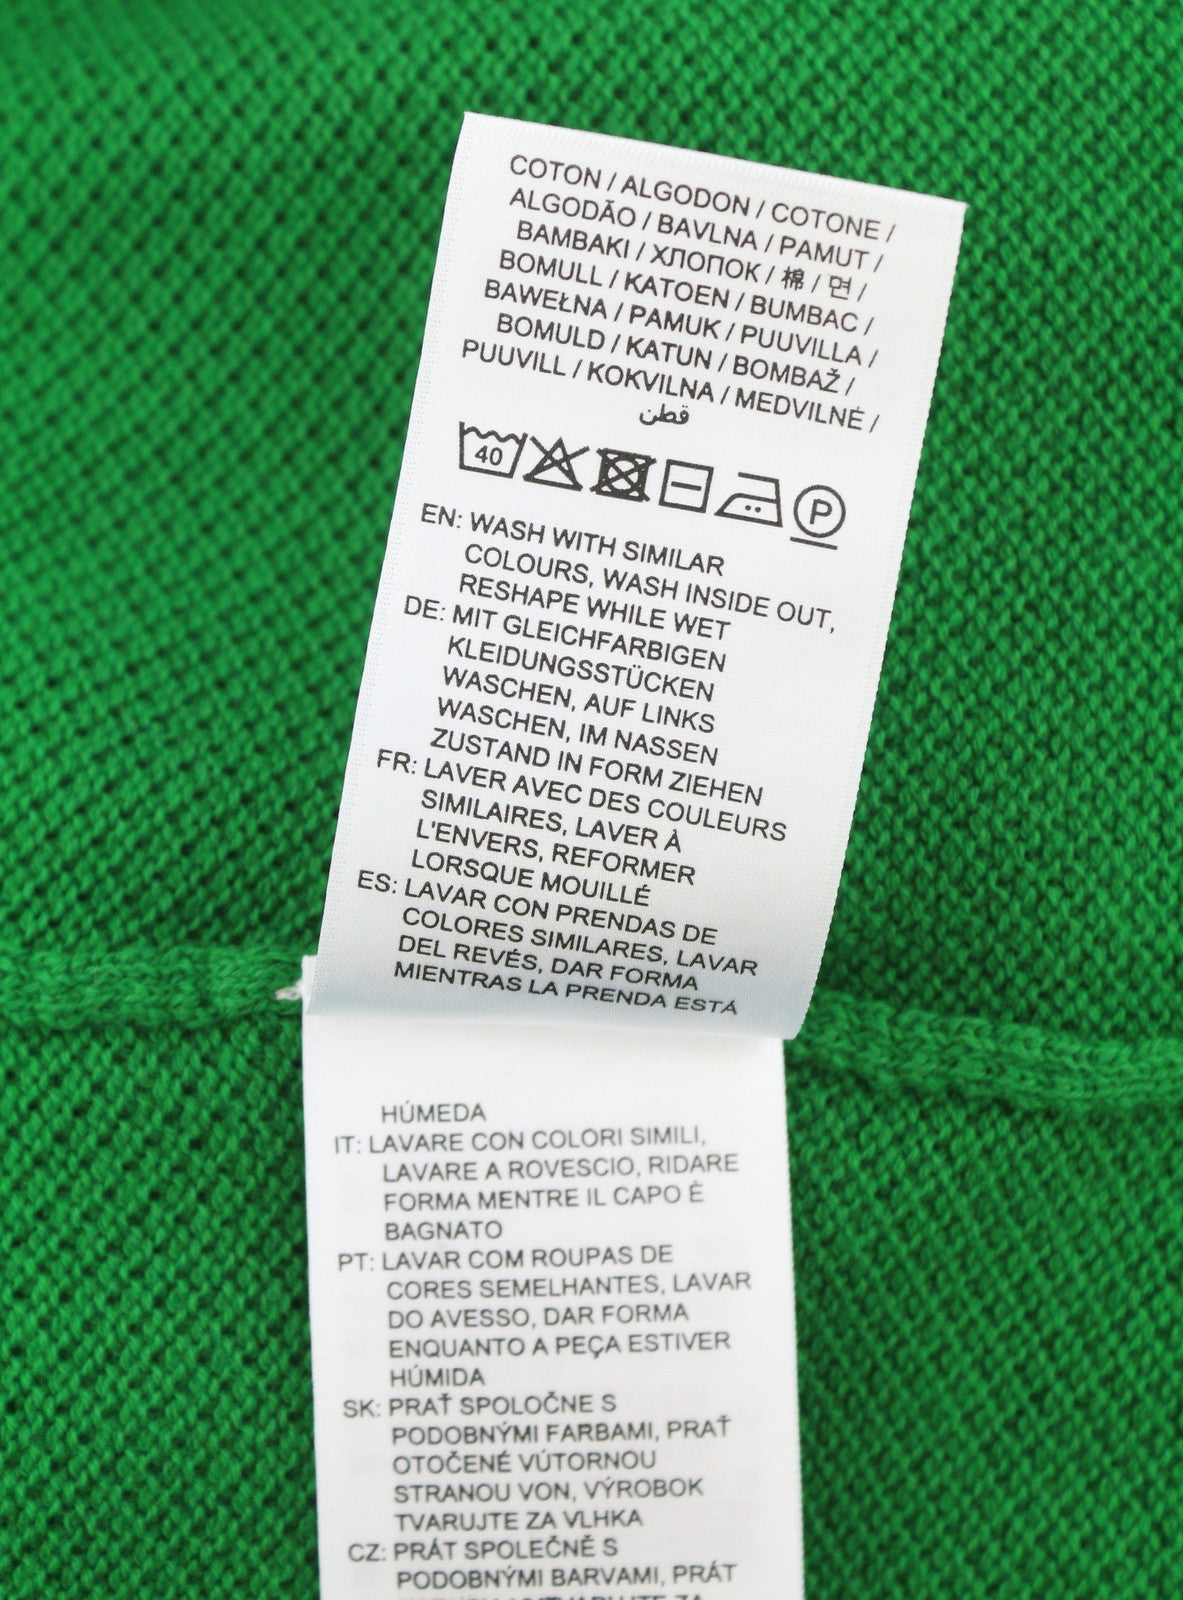 COTON / ALGODON / COTONE /
ALGODÃO / BAVLNA / PAMUT /
BAMBAKI / ХЛОПОК / 棉 / 면 /
BOMULL / KATOEN / BUMBAC /
BAWEŁNA / PAMUK / PUUVILLA /
BOMULD / KATUN / BOMBAŽ /
PUUVILL / KOKVILNA / MEDVILNĖ /
قطن
40 P
EN: WASH WITH SIMILAR
COLOURS, WASH INSIDE OUT,
RESHAPE WHILE WET
DE: MIT GLEICHFARBIGEN
KLEIDUNGSSTÜCKEN
WASCHEN, AUF LINKS
WASCHEN, IM NASSEN
ZUSTAND IN FORM ZIEHEN
FR: LAVER AVEC DES COULEURS
SIMILAIRES, LAVER À
L'ENVERS, REFORMER
LORSQUE MOUILLÉ
ES: LAVAR CON PRENDAS DE
COLORES SIMILARES, LAVAR
DEL REVÉS, DAR FORMA
MIENTRAS LA PRENDA ESTÁ
HÚMEDA
IT: LAVARE CON COLORI SIMILI,
LAVARE A ROVESCIO, RIDARE
FORMA MENTRE IL CAPO È
BAGNATO
PT: LAVAR COM ROUPAS DE
CORES SEMELHANTES, LAVAR
DO AVESSO, DAR FORMA
ENQUANTO A PEÇA ESTIVER
HÚMIDA
SK: PRAŤ SPOLOČNE S
PODOBNÝMI FARBAMI, PRAŤ
OTOČENÉ VÚTORNOU
STRANOU VON, VÝROBOK
TVARUJTE ZA VLHKA
CZ: PRÁT SPOLEČNĚ S
PODOBNÝMI BARVAMI, PRÁT
ZA